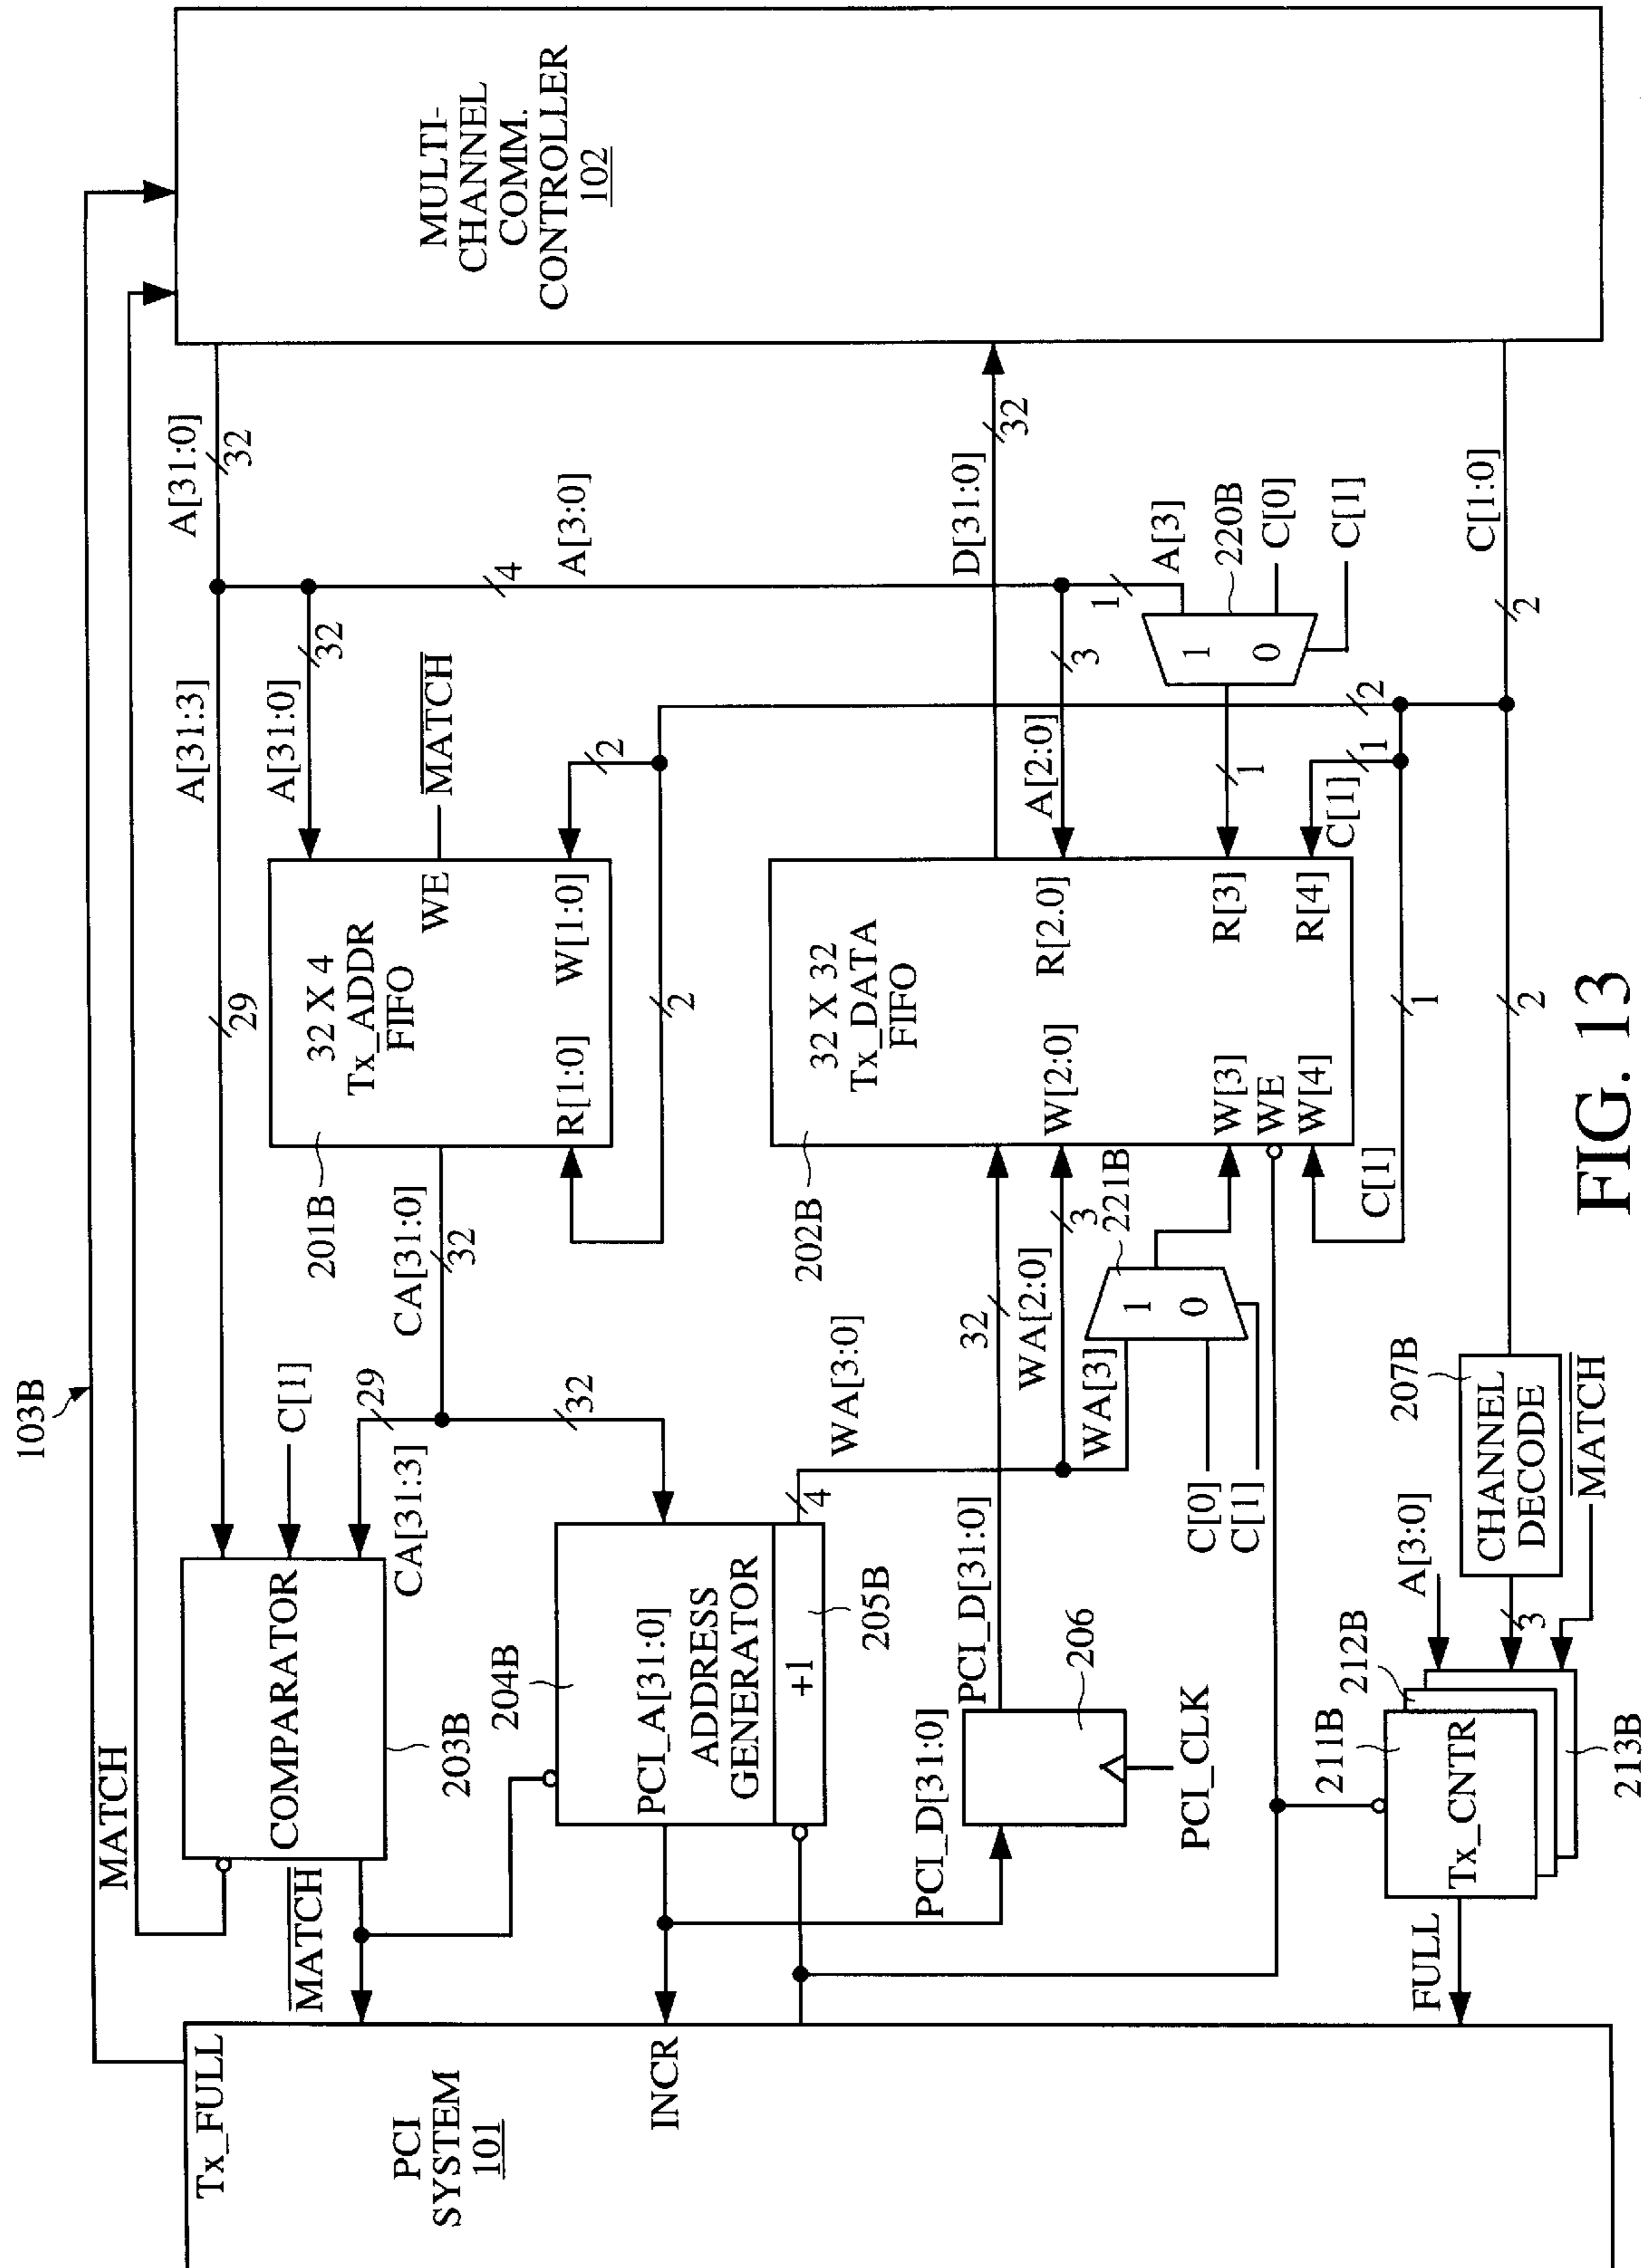 103B
Tx_FULL
PCI
SYSTEM
101
MATCH
MATCH
COMPARATOR
203B
A[31:3]
29
C[1]
29
CA[31:3]
CA[31:0]
32
32
204B
INCR
PCI_A[31:0]
ADDRESS
GENERATOR
+1
205B
WA[3:0]
4
PCI_D[31:0]
PCI_D[31:0]
206
PCI_CLK
32
WA[2:0]
3
WA[3]
221B
1
0
C[0]
C[1]
201B
32 X 4
Tx_ADDR
FIFO
WE
R[1:0]
W[1:0]
A[31:0]
32
MATCH
2
2
202B
32 X 32
Tx_DATA
FIFO
W[2:0]
R[2.0]
W[3]
WE
W[4]
R[3]
R[4]
C[1]
1
A[2:0]
3
1
C[1]
1
2
A[31:0]
32
A[3:0]
4
D[31:0]
32
1
A[3]
220B
1
0
C[0]
C[1]
C[1:0]
2
2
MULTI-
CHANNEL
COMM.
CONTROLLER
102
FULL
Tx_CNTR
211B
212B
213B
A[3:0]
3
207B
CHANNEL
DECODE
MATCH
FIG. 13